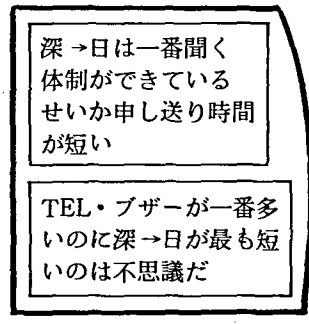 深→日は一番聞く
体制ができている
せいか申し送り時間
が短い
TEL・ブザーが一番多
いのに深→日が最も短
いのは不思議だ